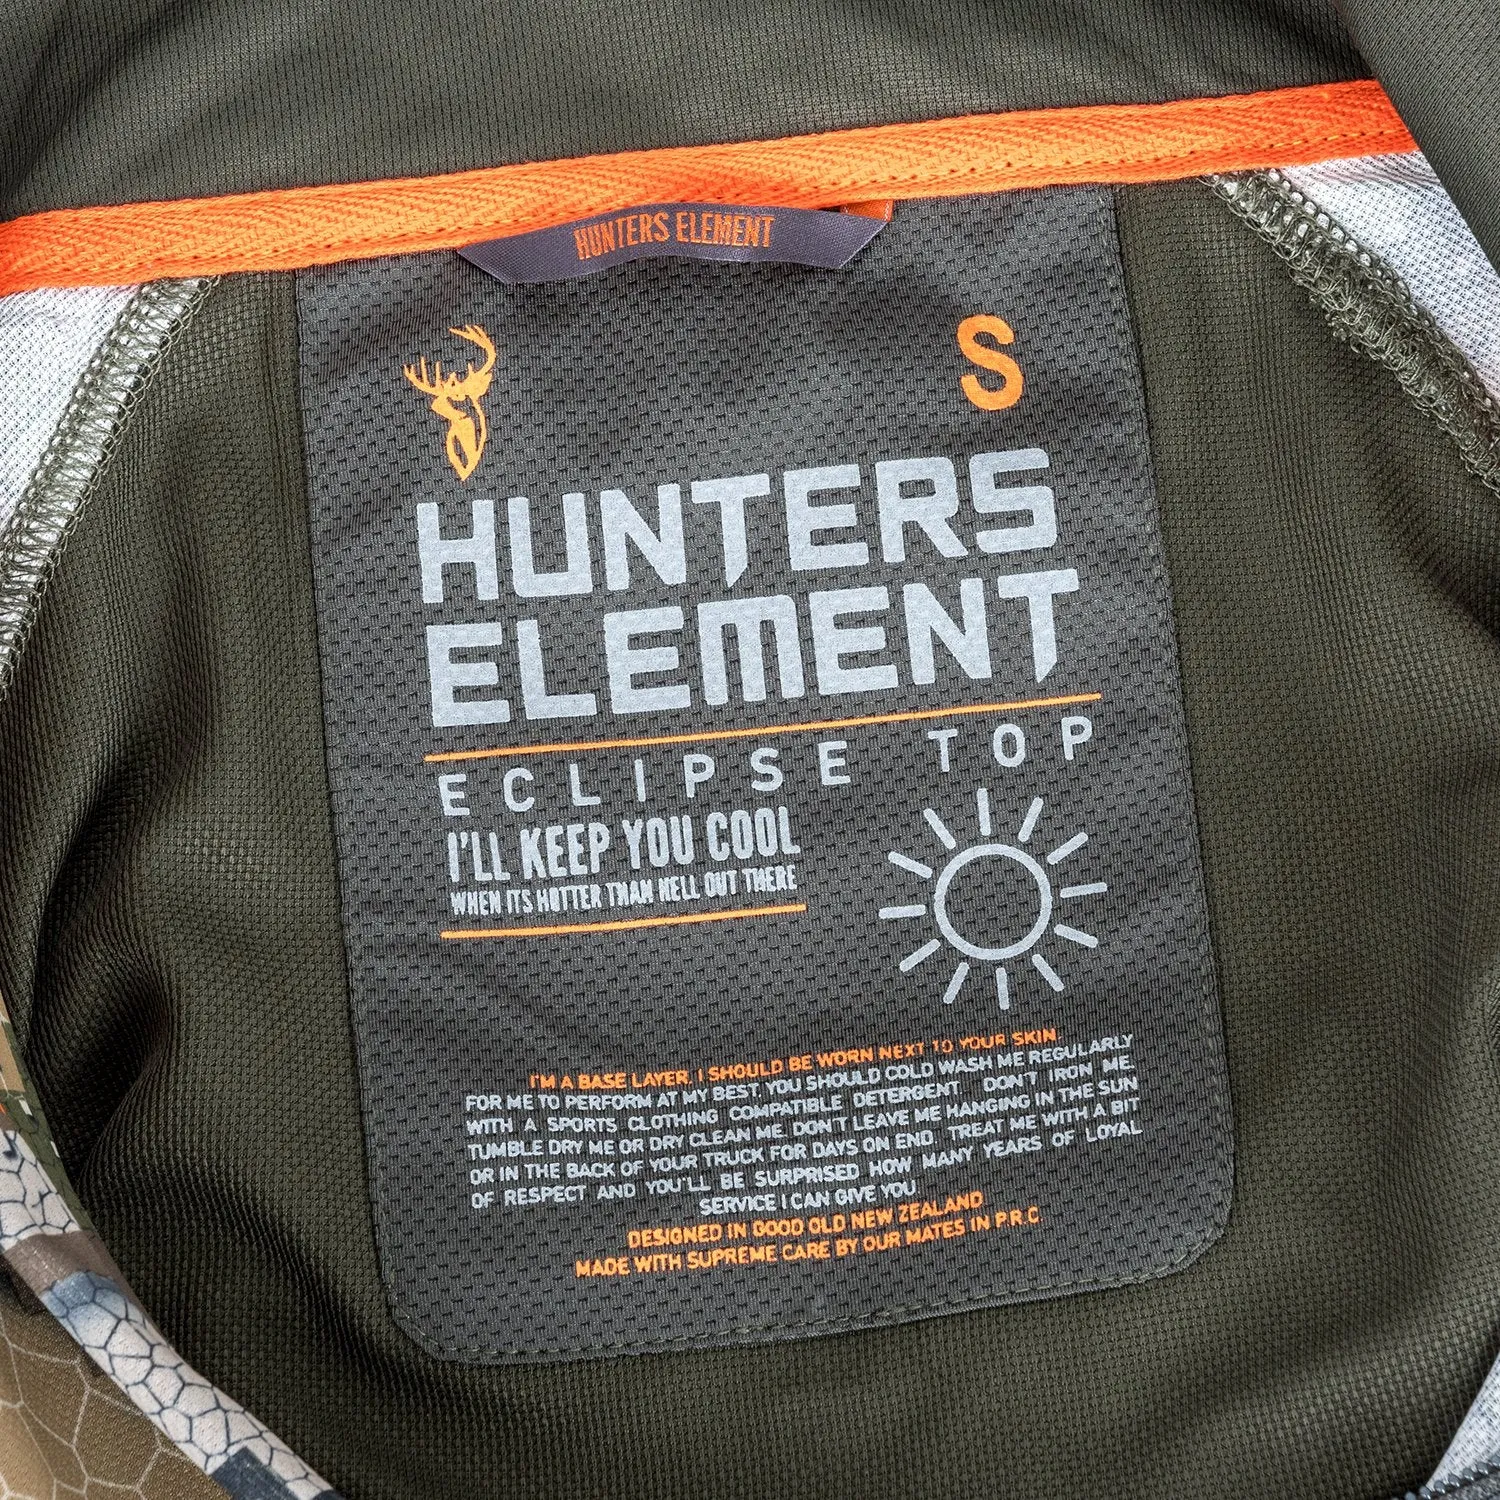 HUNTERS ELEMENT
S
HUNTERS
ELEMENT
ECLIPSE TOP
I'LL KEEP YOU COOL
WHEN ITS HOTTER THAN HELL OUT THERE
I'M A BASE LAYER, I SHOULD BE WORN NEXT TO YOUR SKIN.
FOR ME TO PERFORM AT MY BEST, YOU SHOULD COLD WASH ME REGULARLY
WITH A SPORTS CLOTHING COMPATIBLE DETERGENT. DON'T IRON ME,
TUMBLE DRY ME OR DRY CLEAN ME. DON'T LEAVE ME HANGING IN THE SUN
OR IN THE BACK OF YOUR TRUCK FOR DAYS ON END. TREAT ME WITH A BIT
OF RESPECT AND YOU'LL BE SURPRISED HOW MANY YEARS OF LOYAL
SERVICE I CAN GIVE YOU
DESIGNED IN GOOD OLD NEW ZEALAND
MADE WITH SUPREME CARE BY OUR MATES IN P.R.C